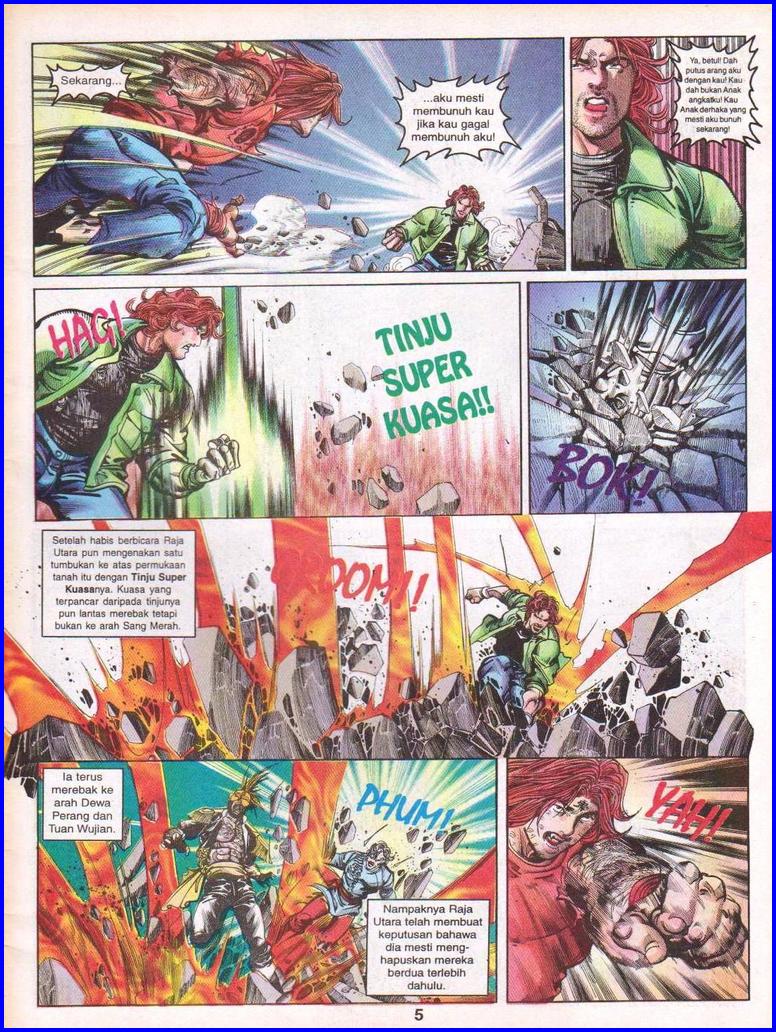 Sekarang...
...aku mesti
membunuh kau
jika kau gagal
membunuh aku!
Ya, betul! Dah
putus arang aku
dengan kau! Kau
dah bukan Anak
angkatku! Kau
Anak derhaka yang
mesti aku bunuh
sekarang!
HAG!
TINJU
SUPER
KUASA!!
BOK!
Setelah habis berbicara Raja
Utara pun mengenakan satu
tumbukan ke atas permukaan
tanah itu dengan Tinju Super
Kuasanya. Kuasa yang
terpancar daripada tinjunya
pun lantas merebak tetapi
bukan ke arah Sang Merah.
Ia terus
merebak ke
arah Dewa
Perang dan
Tuan Wujian.
PHUM!
Nampaknya Raja
Utara telah membuat
keputusan bahawa
dia mesti meng-
hapuskan mereka
berdua terlebih
dahulu.
YAH!
5